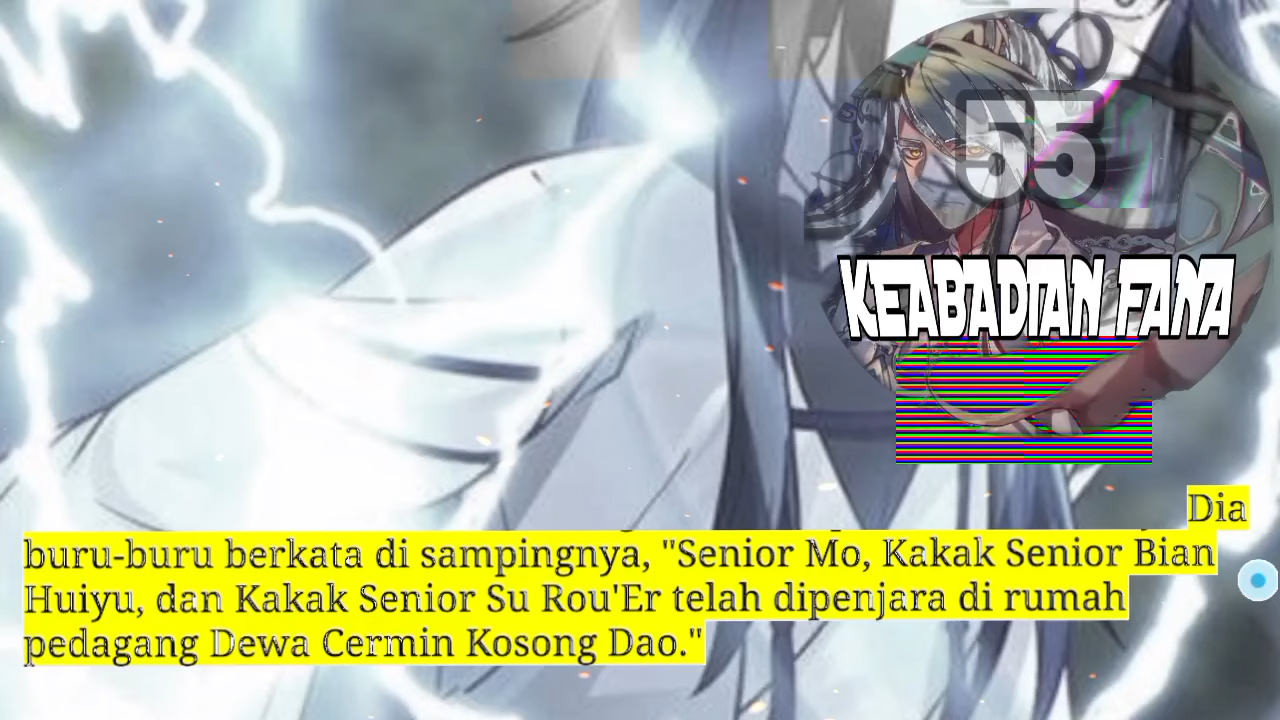 55
KEABADIAN FANA
Dia
buru-buru berkata di sampingnya, "Senior Mo, Kakak Senior Bian
Huiyu, dan Kakak Senior Su Rou'Er telah dipenjara di rumah
pedagang Dewa Cermin Kosong Dao."